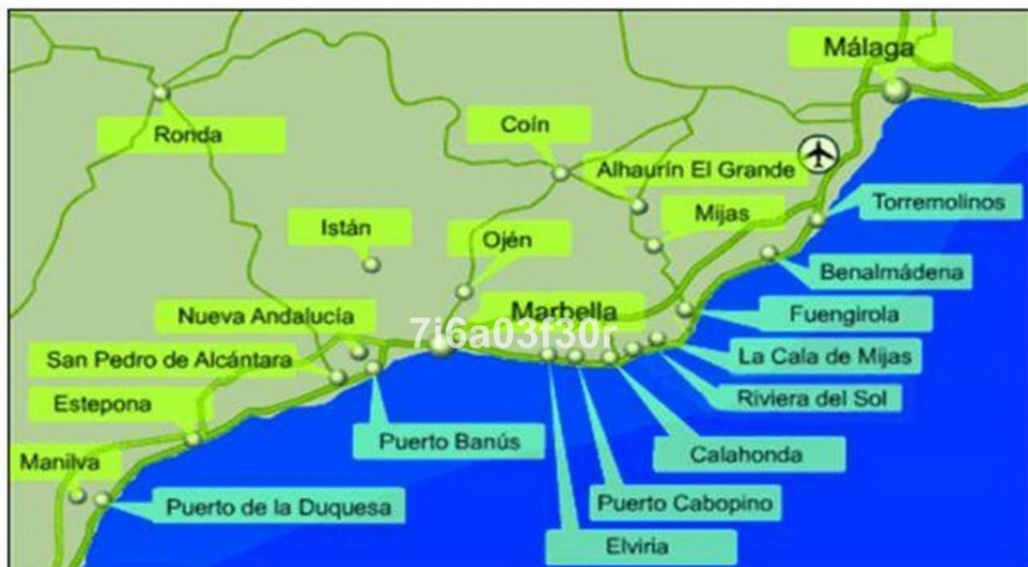 Málaga
Ronda
Coín
Alhaurín El Grande
Torremolinos
Mijas
Istán
Ojén
Benalmádena
Nueva Andalucía
Marbella
Fuengirola
7i6a03f30r
San Pedro de Alcántara
La Cala de Mijas
Riviera del Sol
Estepona
Puerto Banús
Calahonda
Manilva
Puerto de la Duquesa
Puerto Cabopino
Elviria